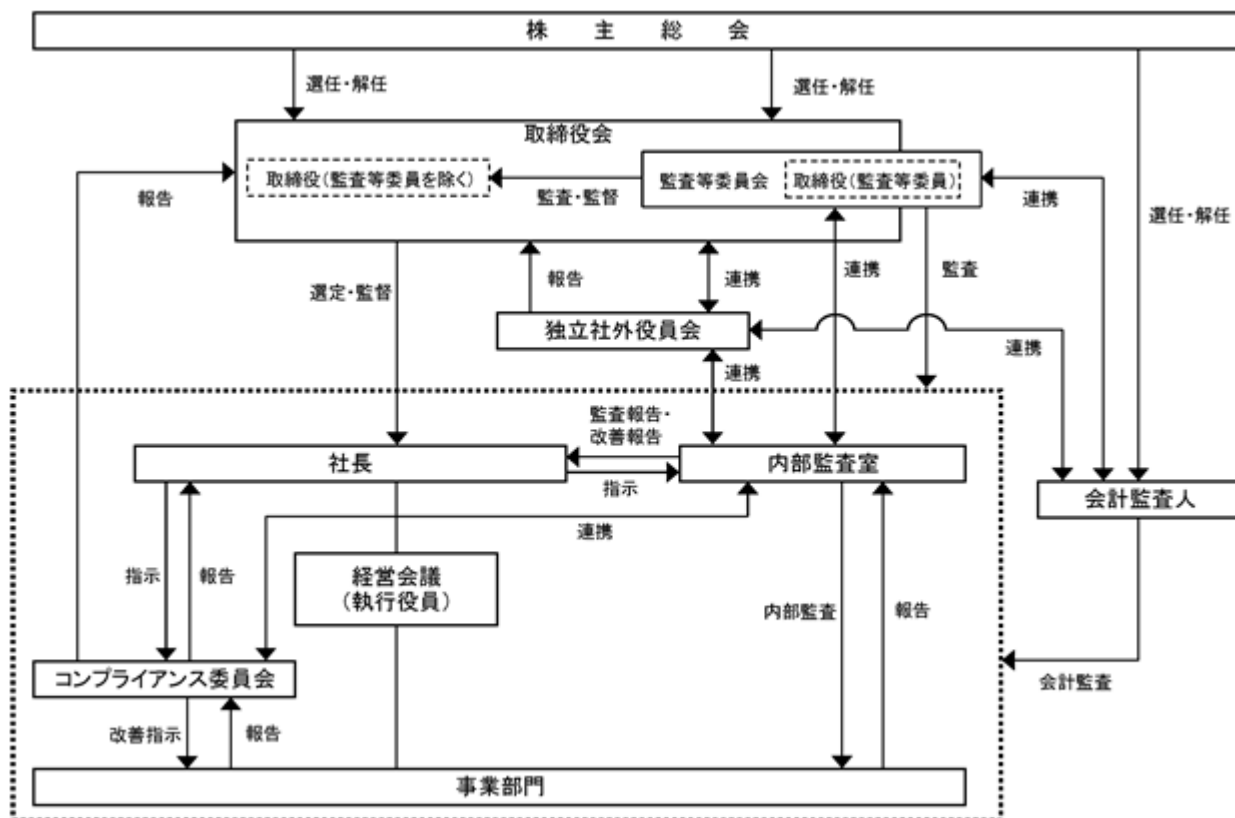 株主総会
選任・解任
選任・解任
取締役会
取締役(監査等委員を除く)
監査等委員会
取締役(監査等委員)
報告
監査・監督
連携
選任・解任
選定・監督
報告
連携
連携
監査
独立社外役員会
連携
連携
監査報告・
改善報告
社長
内部監査室
指示
会計監査人
連携
指示
報告
経営会議
(執行役員)
内部監査
報告
コンプライアンス委員会
会計監査
改善指示
報告
事業部門